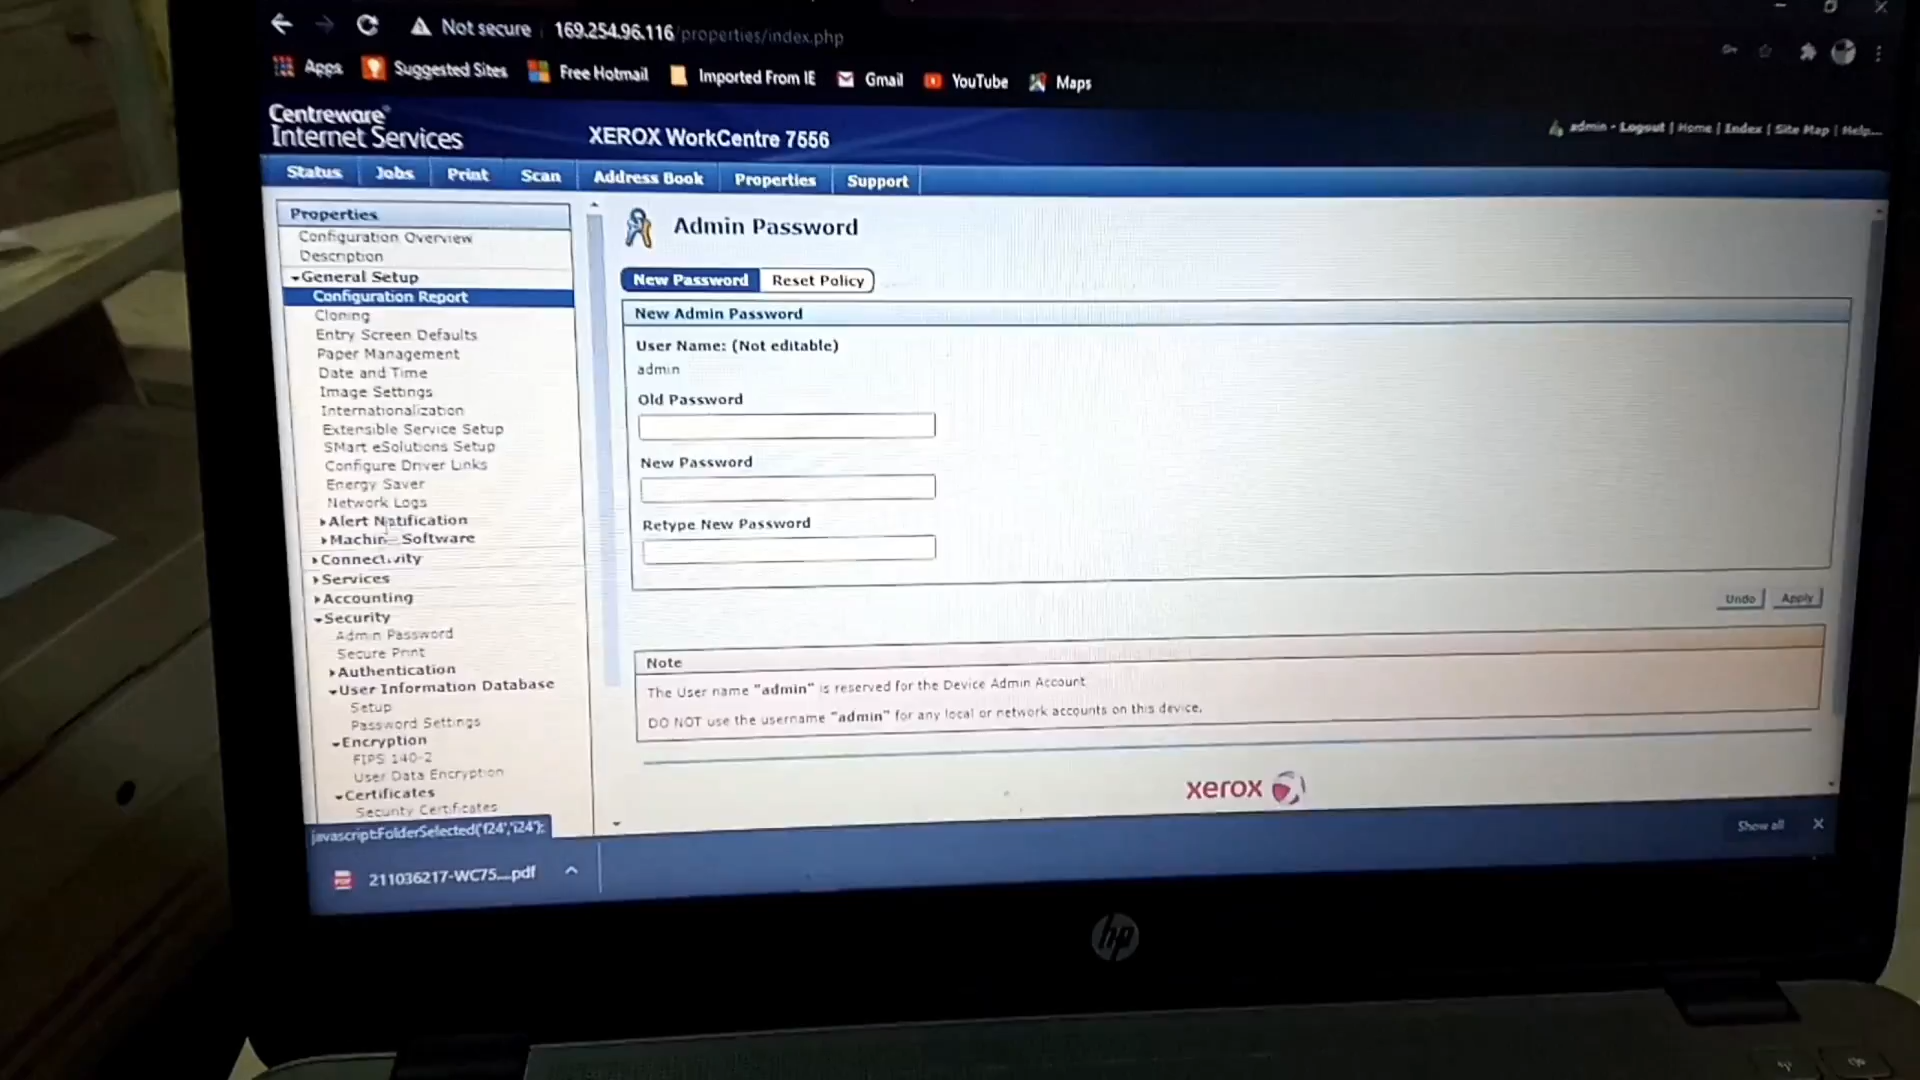 Not secure 169.254.96.116/properties/index.php
Apps Suggested Sites Free Hotmail Imported From IE Gmail YouTube Maps
Centreware®
Internet Services
XEROX WorkCentre 7556
admin - Logout | Home | Index | Site Map | Help...
Status Jobs Print Scan Address Book Properties Support
Properties
Configuration Overview
Description
General Setup
Configuration Report
Cloning
Entry Screen Defaults
Paper Management
Date and Time
Image Settings
Internationalization
Extensible Service Setup
SMart eSolutions Setup
Configure Driver Links
Energy Saver
Network Logs
Alert Notification
Machin Software
Connectivity
Services
Accounting
Security
Admin Password
Secure Print
Authentication
User Information Database
Setup
Password Settings
Encryption
FIPS 140-2
User Data Encryption
Certificates
Security Certificates
Admin Password
New Password Reset Policy
New Admin Password
User Name: (Not editable)
admin
Old Password
New Password
Retype New Password
Undo Apply
Note
The User name "admin" is reserved for the Device Admin Account
DO NOT use the username "admin" for any local or network accounts on this device.
xerox
javascript:FolderSelected('f24','i24');
211036217-WC75....pdf
Show all
hp